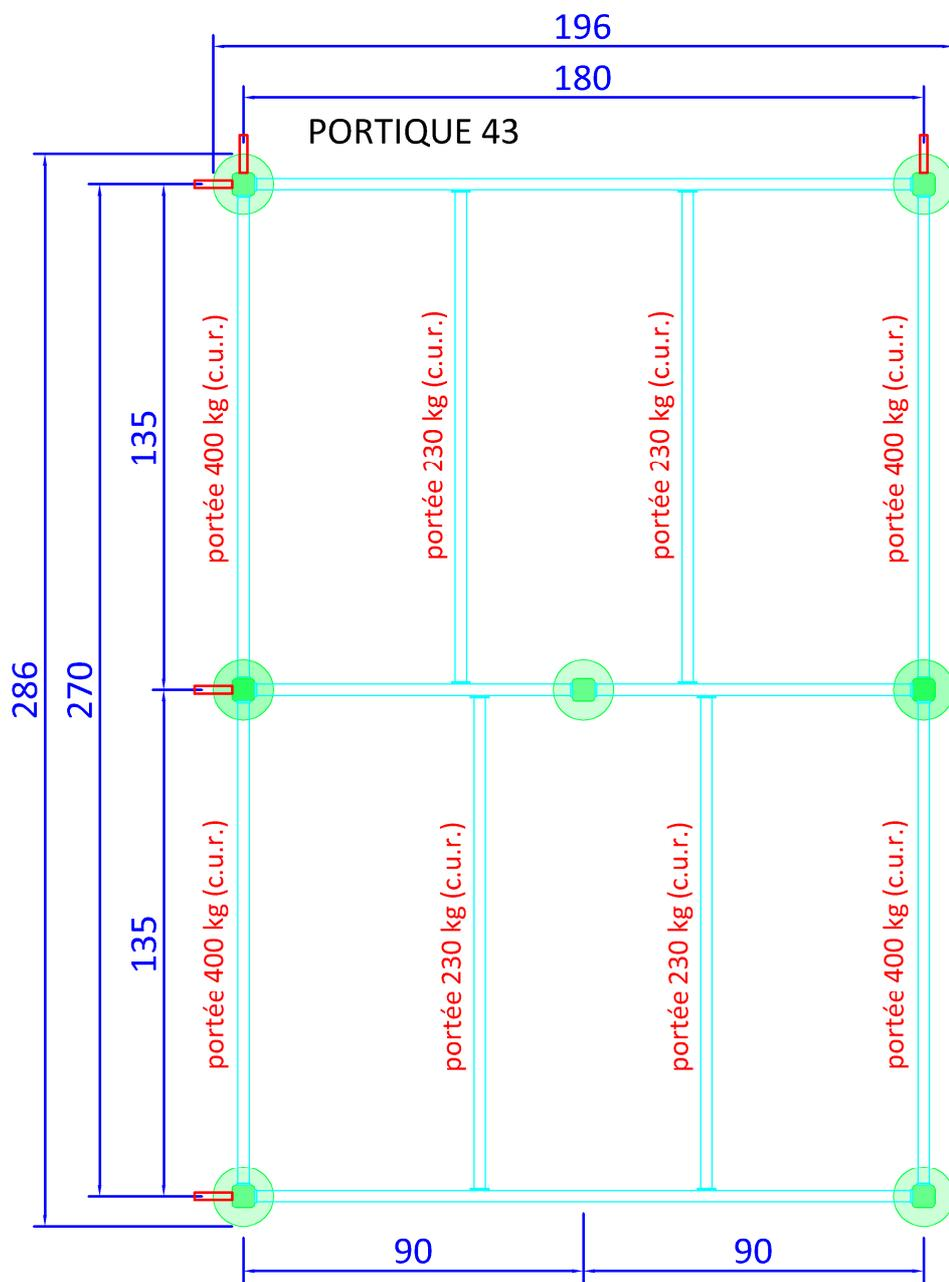 196
180
PORTIQUE 43
portée 400 kg (c.u.r.)
portée 230 kg (c.u.r.)
portée 230 kg (c.u.r.)
portée 400 kg (c.u.r.)
135
286
270
portée 400 kg (c.u.r.)
portée 230 kg (c.u.r.)
portée 230 kg (c.u.r.)
portée 400 kg (c.u.r.)
135
90
90